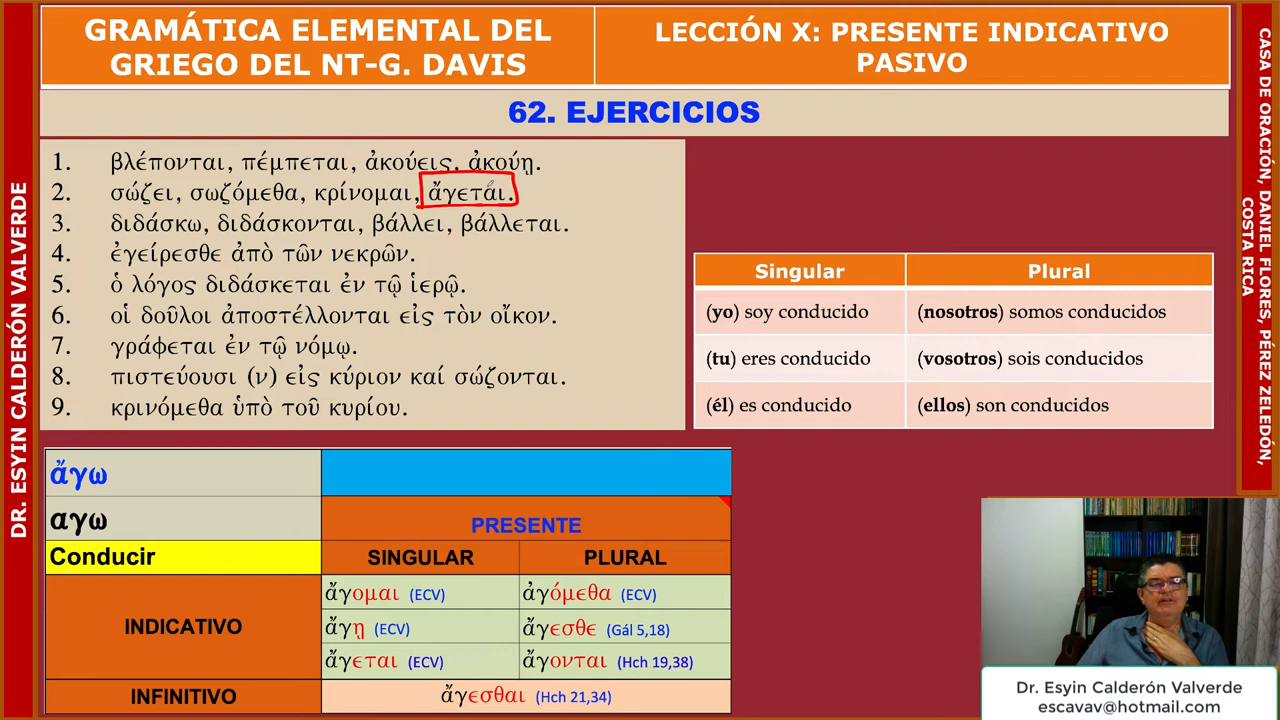 DR. ESYIN CALDERÓN VALVERDE
GRAMÁTICA ELEMENTAL DEL
GRIEGO DEL NT-G. DAVIS
LECCIÓN X: PRESENTE INDICATIVO
PASIVO
62. EJERCICIOS
1. βλέπονται, πέμπεται, ἀκούεις, ἀκούῃ.
2. σώζει, σωζόμεθα, κρίνομαι, ἄγεται.
3. διδάσκω, διδάσκονται, βάλλει, βάλλεται.
4. ἐγείρεσθε ἀπὸ τῶν νεκρῶν.
5. ὁ λόγος διδάσκεται ἐν τῷ ἱερῷ.
6. οἱ δοῦλοι ἀποστέλλονται εἰς τὸν οἴκον.
7. γράφεται ἐν τῷ νόμῳ.
8. πιστεύουσι (ν) εἰς κύριον καί σώζονται.
9. κρινόμεθα ὑπὸ τοῦ κυρίου.
Singular Plural
(yo) soy conducido (nosotros) somos conducidos
(tu) eres conducido (vosotros) sois conducidos
(él) es conducido (ellos) son conducidos
ἄγω
αγω PRESENTE
Conducir SINGULAR PLURAL
INDICATIVO
ἄγομαι (ECV) ἀγόμεθα (ECV)
ἄγῃ (ECV) ἄγεσθε (Gál 5,18)
ἄγεται (ECV) ἄγονται (Hch 19,38)
INFINITIVO ἄγεσθαι (Hch 21,34)
CASA DE ORACIÓN, DANIEL FLORES, PÉREZ ZELEDÓN,
COSTA RICA
Dr. Esyin Calderón Valverde
escavav@hotmail.com